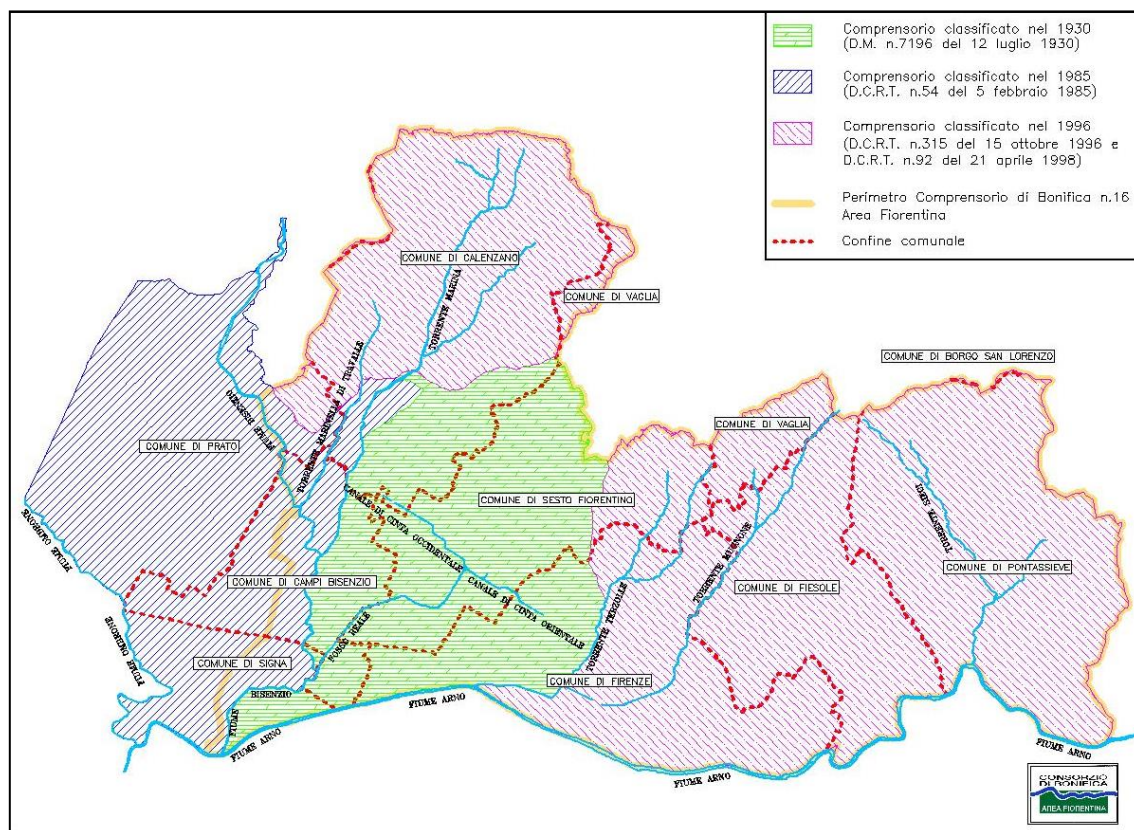 Comprensorio classificato nel 1930
(D.M. n.7196 del 12 luglio 1930)
Comprensorio classificato nel 1985
(D.C.R.T. n.54 del 5 febbraio 1985)
Comprensorio classificato nel 1996
(D.C.R.T. n.315 del 15 ottobre 1996 e
D.C.R.T. n.92 del 21 aprile 1998)
Perimetro Comprensorio di Bonifica n.16
Area Fiorentina
Confine comunale
COMUNE DI CALENZANO
TORRENTE MARINA
COMUNE DI VAGLIA
COMUNE DI BORGO SAN LORENZO
TORRENTE MARINELLA DI TRAVALLE
FIUME BISENZIO
COMUNE DI PRATO
COMUNE DI VAGLIA
CANALE DI CINTA OCCIDENTALE
COMUNE DI SESTO FIORENTINO
TORRENTE MUGNONE
TORRENTE SIECI
FIUME OMBRONE
COMUNE DI CAMPI BISENZIO
CANALE DI CINTA ORIENTALE
COMUNE DI FIESOLE
COMUNE DI PONTASSIEVE
FOSSO REALE
TORRENTE TERZOLLE
FIUME OMBRONE
COMUNE DI SIGNA
COMUNE DI FIRENZE
BISENZIO
FIUME
FIUME ARNO
FIUME ARNO
FIUME ARNO
FIUME ARNO
CONSORZIO
DI BONIFICA
AREA FIORENTINA